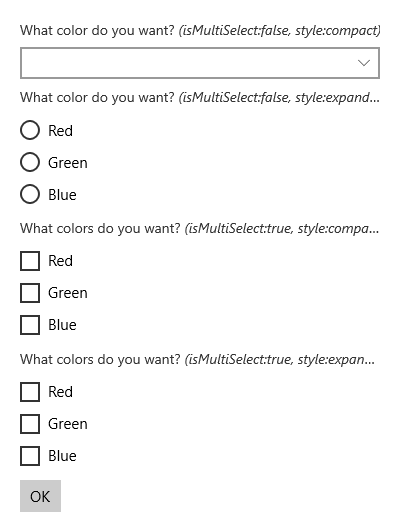 What color do you want? (isMultiSelect:false, style:compact)
What color do you want? (isMultiSelect:false, style:expand...
Red
Green
Blue
What colors do you want? (isMultiSelect:true, style:compa...
Red
Green
Blue
What colors do you want? (isMultiSelect:true, style:expan...
Red
Green
Blue
OK